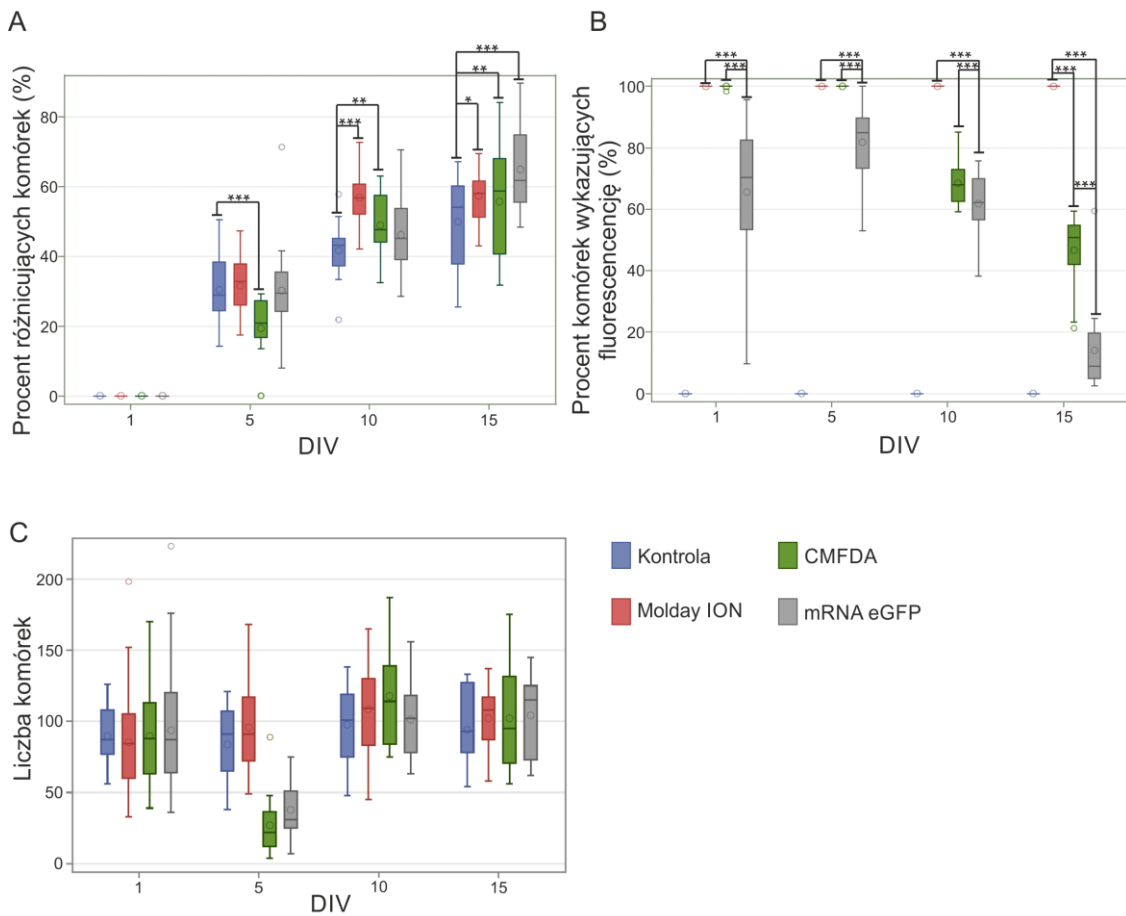 A
Procent różnicujących komórek (%)
80
60
40
20
0
*** ** *** * ** ***
1 5 10 15
DIV
B
Procent komórek wykazujących
fluorescencję (%)
100
80
60
40
20
0
*** *** *** ***
*** *** *** ***
***
1 5 10 15
DIV
C
Liczba komórek
200
150
100
50
0
1 5 10 15
DIV
Kontrola
CMFDA
Molday ION
mRNA eGFP